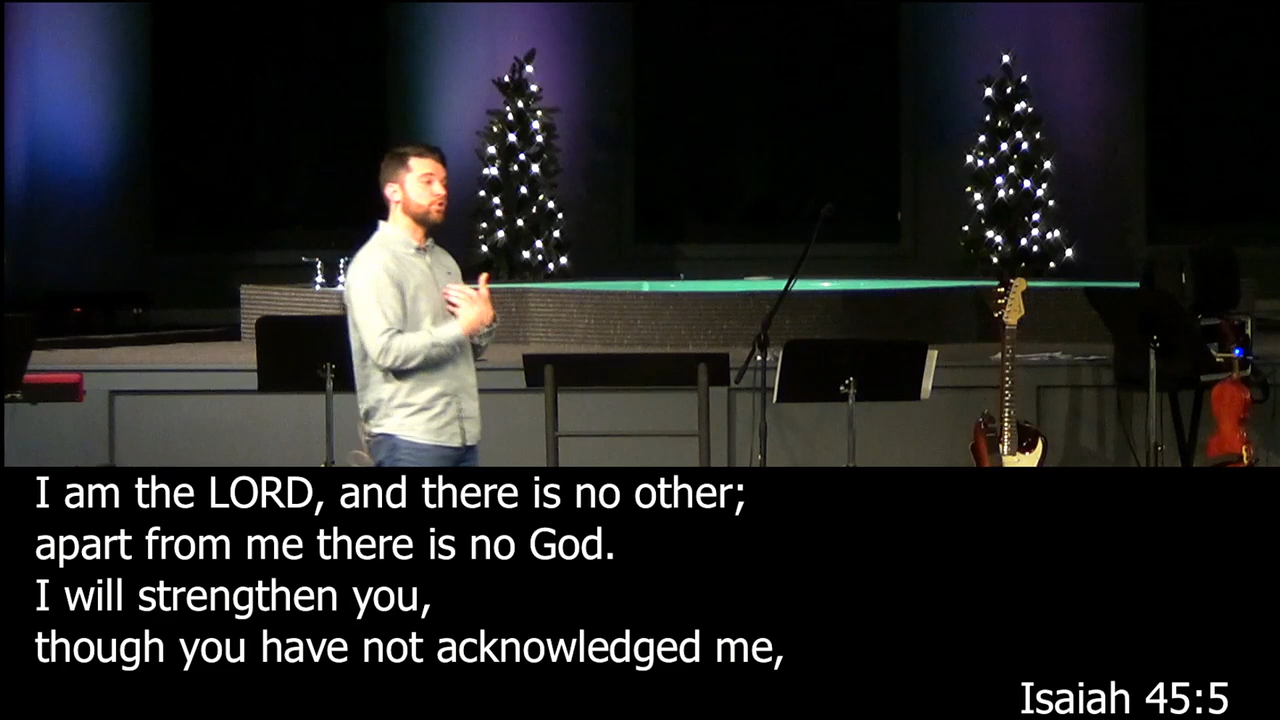 I am the LORD, and there is no other;
apart from me there is no God.
I will strengthen you,
though you have not acknowledged me,
Isaiah 45:5